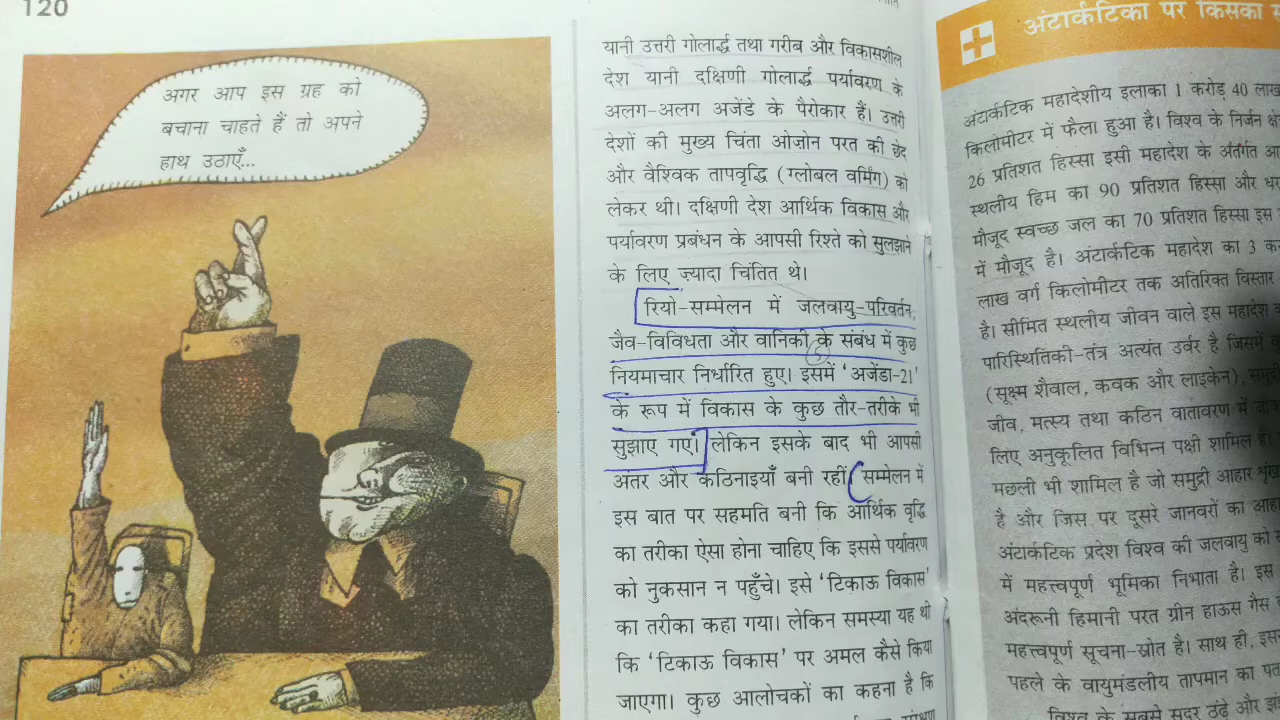 120
अगर आप इस ग्रह को
बचाना चाहते हैं तो अपने
हाथ उठाएँ...
यानी उत्तरी गोलार्द्ध तथा गरीब और विकासशील
देश यानी दक्षिणी गोलार्द्ध पर्यावरण के
अलग-अलग अजेंडे के पैरोकार हैं। उत्तरी
देशों की मुख्य चिंता ओज़ोन परत की छेद
और वैश्विक तापवृद्धि (ग्लोबल वर्मिंग) को
लेकर थी। दक्षिणी देश आर्थिक विकास और
पर्यावरण प्रबंधन के आपसी रिश्ते को सुलझाने
के लिए ज़्यादा चिंतित थे।
रियो-सम्मेलन में जलवायु-परिवर्तन,
जैव-विविधता और वानिकी के संबंध में कुछ
नियमाचार निर्धारित हुए। इसमें 'अजेंडा-21'
के रूप में विकास के कुछ तौर-तरीके भी
सुझाए गए। लेकिन इसके बाद भी आपसी
अंतर और कठिनाइयाँ बनी रहीं। सम्मेलन में
इस बात पर सहमति बनी कि आर्थिक वृद्धि
का तरीका ऐसा होना चाहिए कि इससे पर्यावरण
को नुकसान न पहुँचे। इसे 'टिकाऊ विकास'
का तरीका कहा गया। लेकिन समस्या यह थी
कि 'टिकाऊ विकास' पर अमल कैसे किया
जाएगा। कुछ आलोचकों का कहना है कि
अंटार्कटिका पर किसका
अंटार्कटिक महादेशीय इलाका 1 करोड़ 40 लाख
किलोमीटर में फैला हुआ है। विश्व के निर्जन
26 प्रतिशत हिस्सा इसी महादेश के अंतर्गत
स्थलीय हिम का 90 प्रतिशत हिस्सा और
मौजूद स्वच्छ जल का 70 प्रतिशत हिस्सा इस
में मौजूद है। अंटार्कटिक महादेश का 3
लाख वर्ग किलोमीटर तक अतिरिक्त विस्तार
है। सीमित स्थलीय जीवन वाले इस महादेश
पारिस्थितिकी-तंत्र अत्यंत उर्वर है जिसमें
(सूक्ष्म शैवाल, कवक और लाइकेन),
जीव, मत्स्य तथा कठिन वातावरण में
लिए अनुकूलित विभिन्न पक्षी शामिल हैं।
मछली भी शामिल है जो समुद्री आहार
है और जिस पर दूसरे जानवरों का
अंटार्कटिक प्रदेश विश्व की जलवायु को
में महत्त्वपूर्ण भूमिका निभाता है। इस
अंदरूनी हिमानी परत ग्रीन हाऊस गैस
महत्त्वपूर्ण सूचना-स्रोत है। साथ ही,
पहले के वायुमंडलीय तापमान का
विश्व के सबसे सुदूर ठंढे और